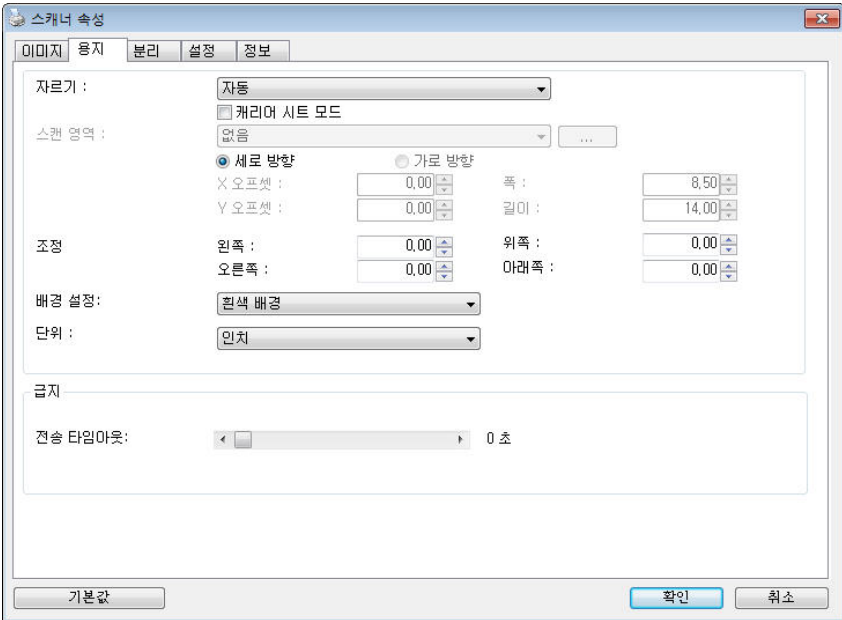 스캐너 속성
이미지 용지 분리 설정 정보
자르기 : 자동
캐리어 시트 모드
스캔 영역 : 없음 ...
세로 방향 가로 방향
X 오프셋 : 0,00 폭 : 8,50
Y 오프셋 : 0,00 길이 : 14,00
조정 왼쪽 : 0,00 위쪽 : 0,00
오른쪽 : 0,00 아래쪽 : 0,00
배경 설정: 흰색 배경
단위 : 인치
급지
전송 타임아웃: 0 초
기본값 확인 취소